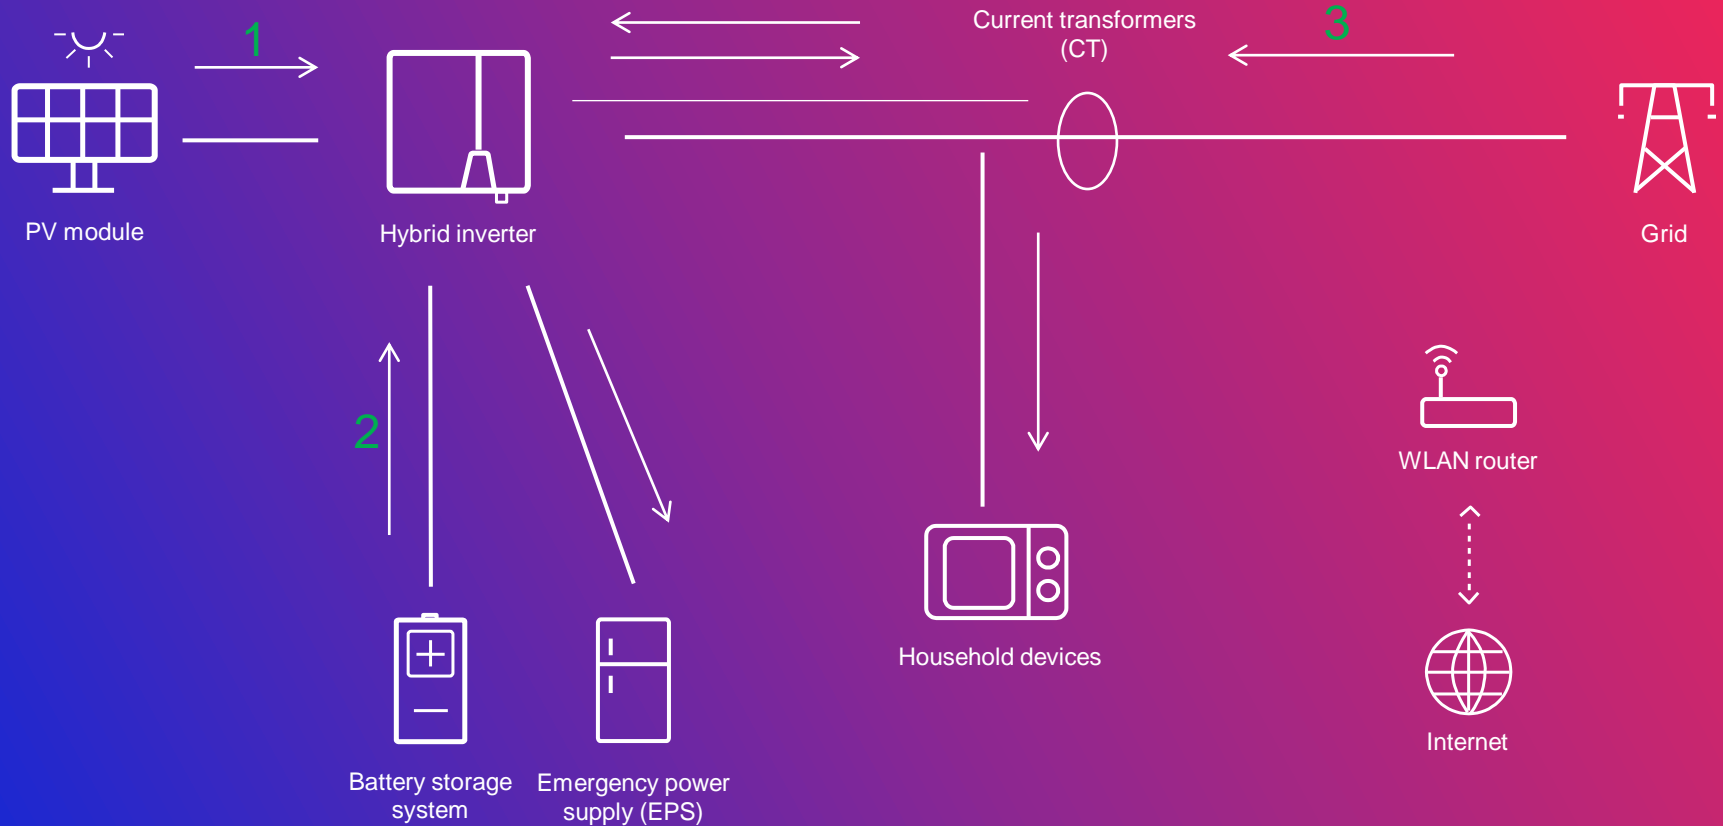 1
Current transformers
(CT)
3
PV module
Hybrid inverter
Grid
2
WLAN router
Household devices
Internet
Battery storage
system
Emergency power
supply (EPS)